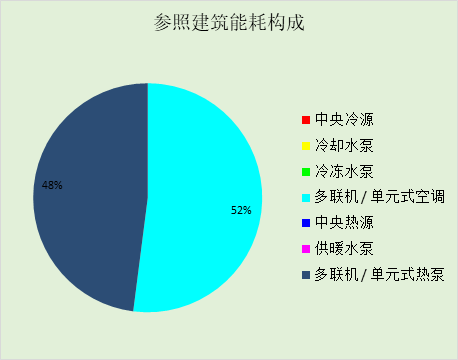 参照建筑能耗构成
中央冷源
冷却水泵
冷冻水泵
多联机/单元式空调
中央热源
供暖水泵
多联机/单元式热泵
48%
52%